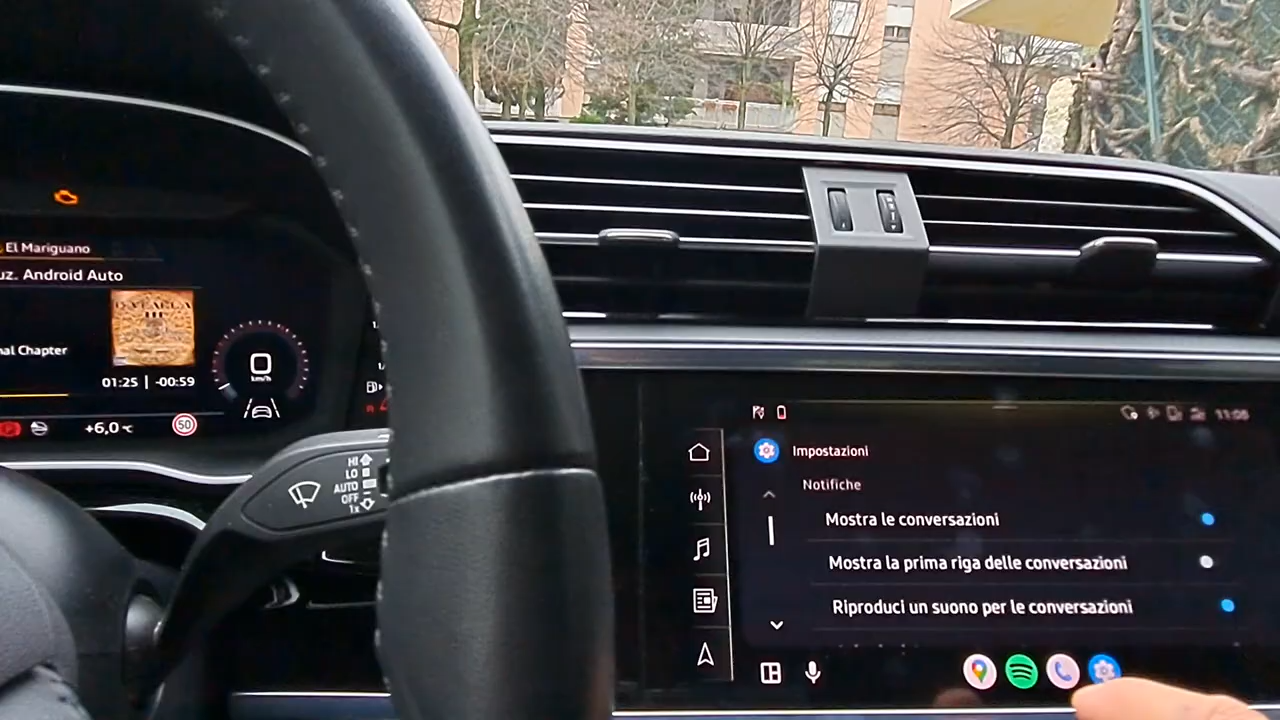 El Mariguano
uz. Android Auto
nal Chapter
01:25 | -00:59
0
km/h
+6,0 °C
50
HI
LO
AUTO
OFF
1x
11:08
Impostazioni
Notifiche
Mostra le conversazioni
Mostra la prima riga delle conversazioni
Riproduci un suono per le conversazioni